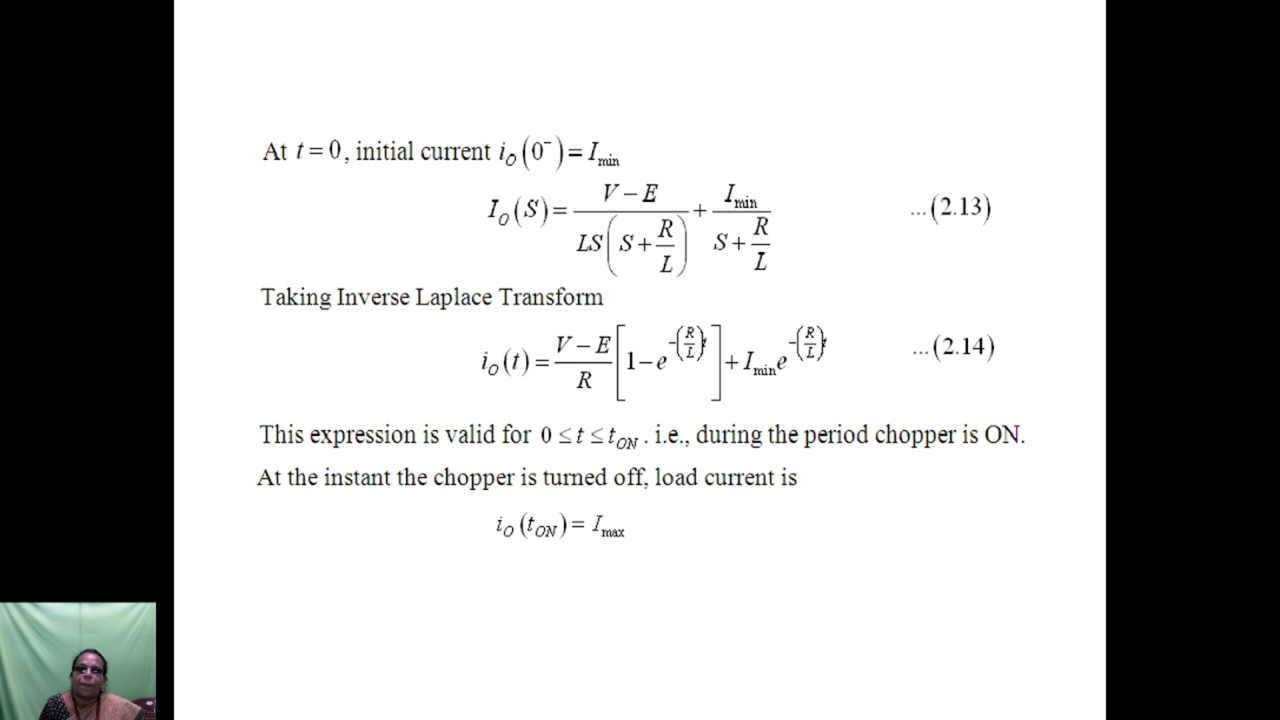 At t = 0, initial current i_O(0⁻) = I_min
I_O(S) = (V − E) / (LS(S + R/L)) + I_min / (S + R/L) ...(2.13)
Taking Inverse Laplace Transform
i_O(t) = (V − E)/R [1 − e^(−(R/L)t)] + I_min e^(−(R/L)t) ...(2.14)
This expression is valid for 0 ≤ t ≤ t_ON. i.e., during the period chopper is ON.
At the instant the chopper is turned off, load current is
i_O(t_ON) = I_max